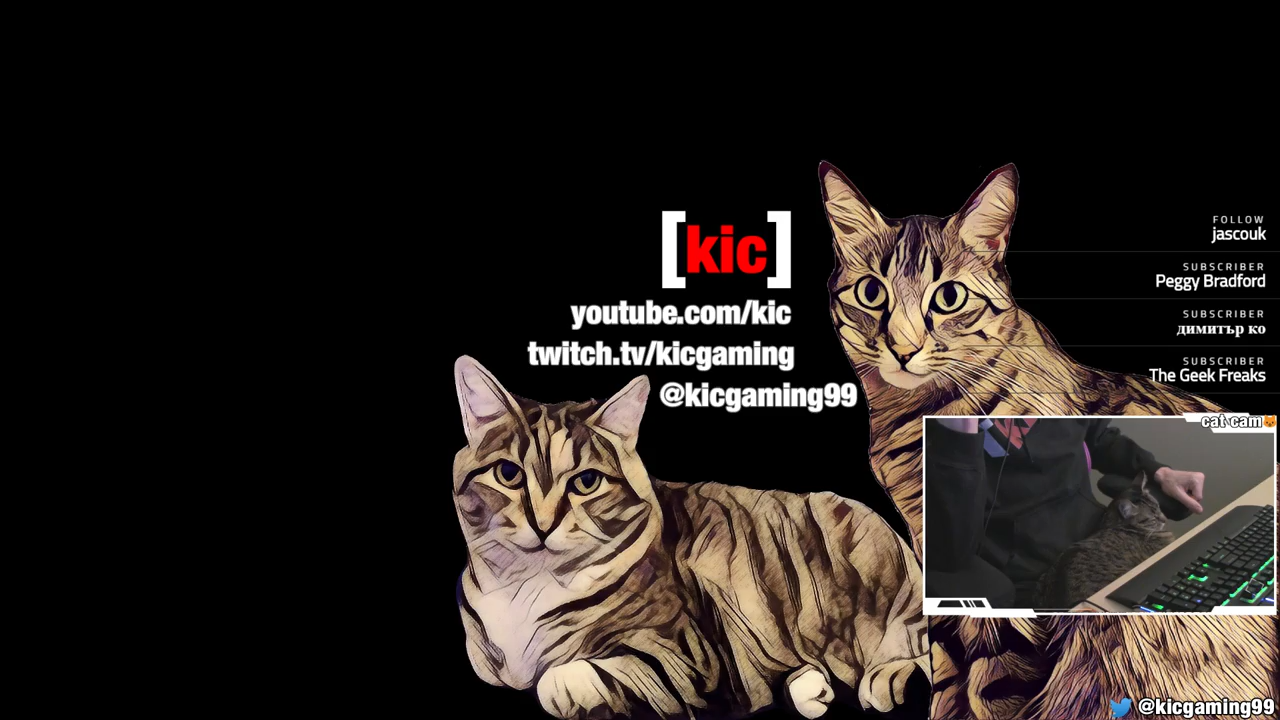 [kic]
youtube.com/kic
twitch.tv/kicgaming
@kicgaming99
FOLLOW
jascouk
SUBSCRIBER
Peggy Bradford
SUBSCRIBER
димитър ко
SUBSCRIBER
The Geek Freaks
cat cam
@kicgaming99